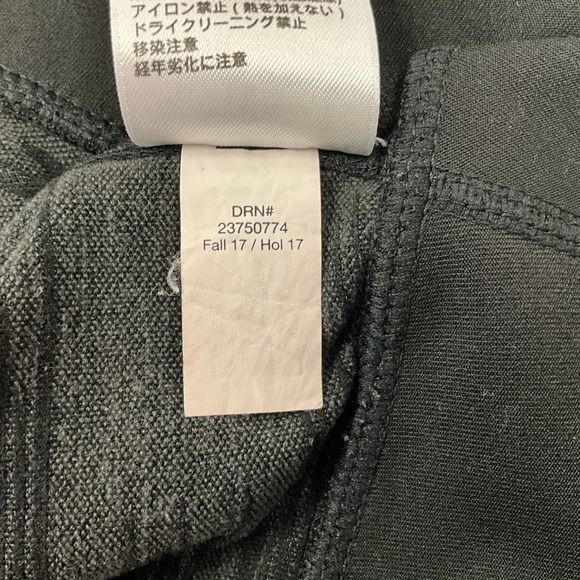 アイロン禁止 ( 熱を加えない )
ドライクリーニング禁止
移染注意
経年劣化に注意
DRN#
23750774
Fall 17 / Hol 17